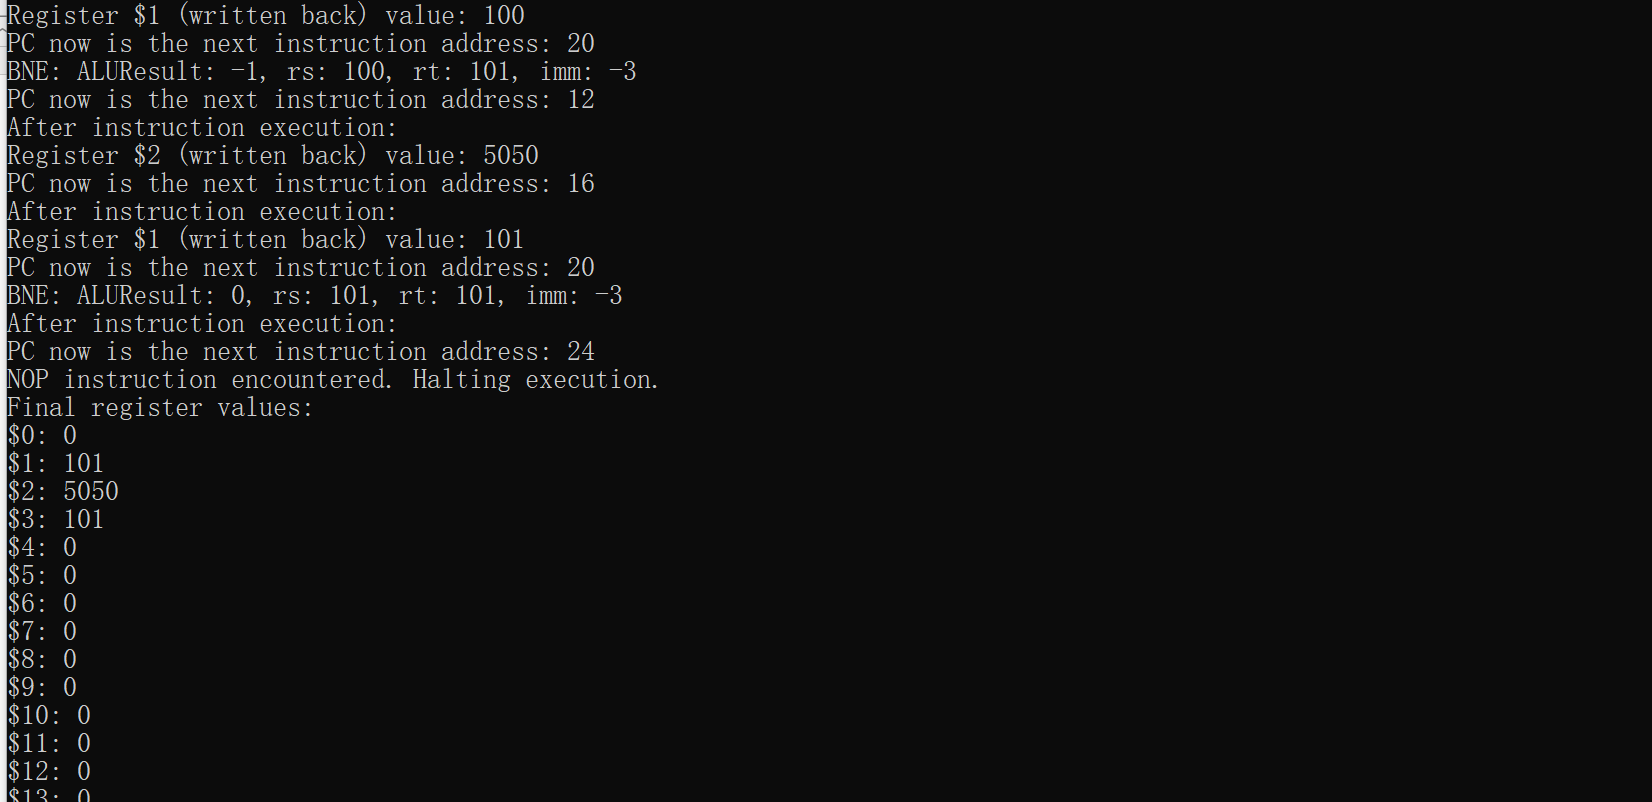 Register $1 (written back) value: 100
PC now is the next instruction address: 20
BNE: ALUResult: -1, rs: 100, rt: 101, imm: -3
PC now is the next instruction address: 12
After instruction execution:
Register $2 (written back) value: 5050
PC now is the next instruction address: 16
After instruction execution:
Register $1 (written back) value: 101
PC now is the next instruction address: 20
BNE: ALUResult: 0, rs: 101, rt: 101, imm: -3
After instruction execution:
PC now is the next instruction address: 24
NOP instruction encountered. Halting execution.
Final register values:
$0: 0
$1: 101
$2: 5050
$3: 101
$4: 0
$5: 0
$6: 0
$7: 0
$8: 0
$9: 0
$10: 0
$11: 0
$12: 0
$13: 0